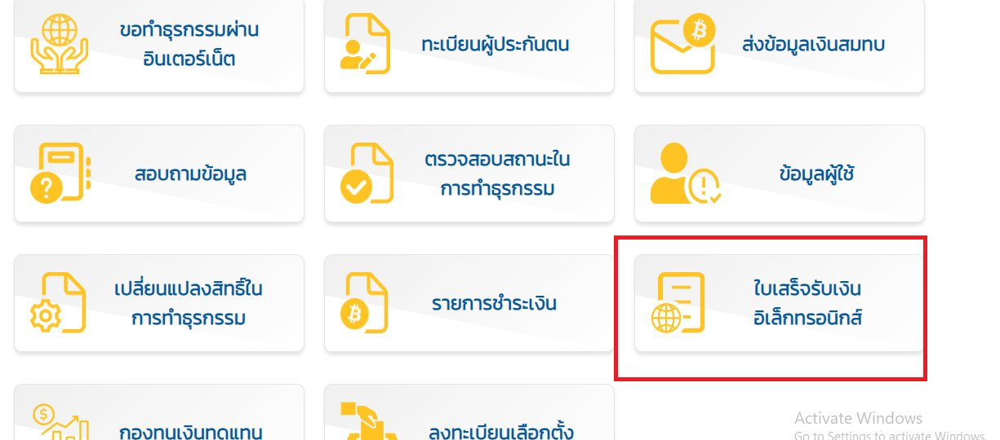 ขอทำธุรกรรมผ่าน
อินเตอร์เน็ต
ทะเบียนผู้ประกันตน
ส่งข้อมูลเงินสมทบ
สอบถามข้อมูล
ตรวจสอบสถานะใน
การทำธุรกรรม
ข้อมูลผู้ใช้
เปลี่ยนแปลงสิทธิ์ใน
การทำธุรกรรม
รายการชำระเงิน
ใบเสร็จรับเงิน
อิเล็กทรอนิกส์
กองทุนเงินทดแทน
ลงทะเบียนเลือกตั้ง
Activate Windows
Go to Settings to activate Windows.